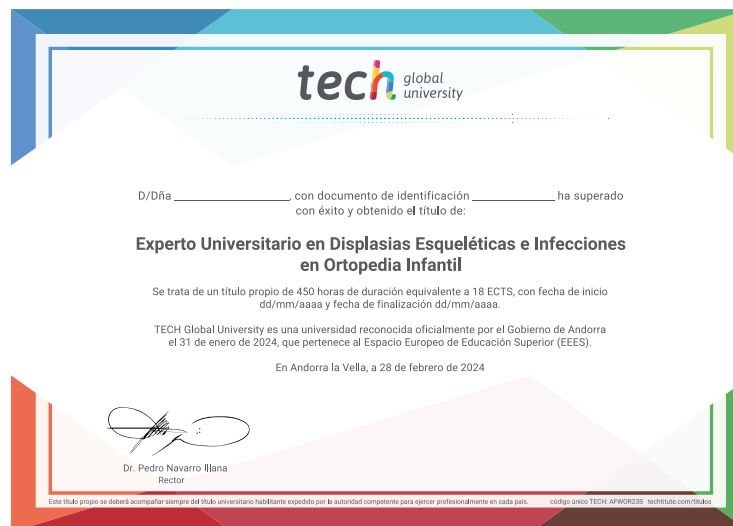 tech global university
D/Dña ________________, con documento de identificación ____________ ha superado
con éxito y obtenido el título de:
Experto Universitario en Displasias Esqueléticas e Infecciones
en Ortopedia Infantil
Se trata de un título propio de 450 horas de duración equivalente a 18 ECTS, con fecha de inicio
dd/mm/aaaa y fecha de finalización dd/mm/aaaa.
TECH Global University es una universidad reconocida oficialmente por el Gobierno de Andorra
el 31 de enero de 2024, que pertenece al Espacio Europeo de Educación Superior (EEES).
En Andorra la Vella, a 28 de febrero de 2024
Dr. Pedro Navarro Illana
Rector
Este título propio se deberá acompañar siempre del título universitario habilitante expedido por la autoridad competente para ejercer profesionalmente en cada país. código único TECH: AFWOR23S techtitute.com/titulos